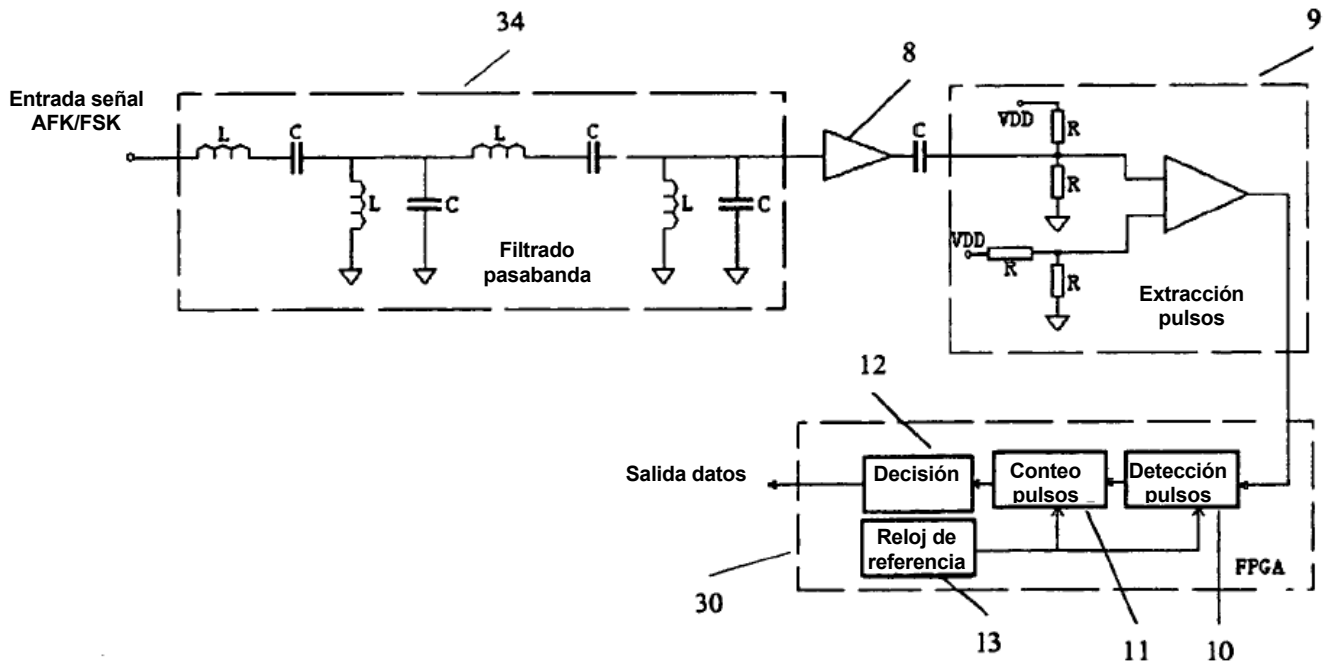 34
8
9
Entrada señal
AFK/FSK
L
C
L
C
L
C
L
C
Filtrado
pasabanda
C
VDD
R
R
VDD
R
R
Extracción
pulsos
12
Salida datos
Decisión
Conteo
pulsos
Detección
pulsos
Reloj de
referencia
FPGA
30
13
11
10